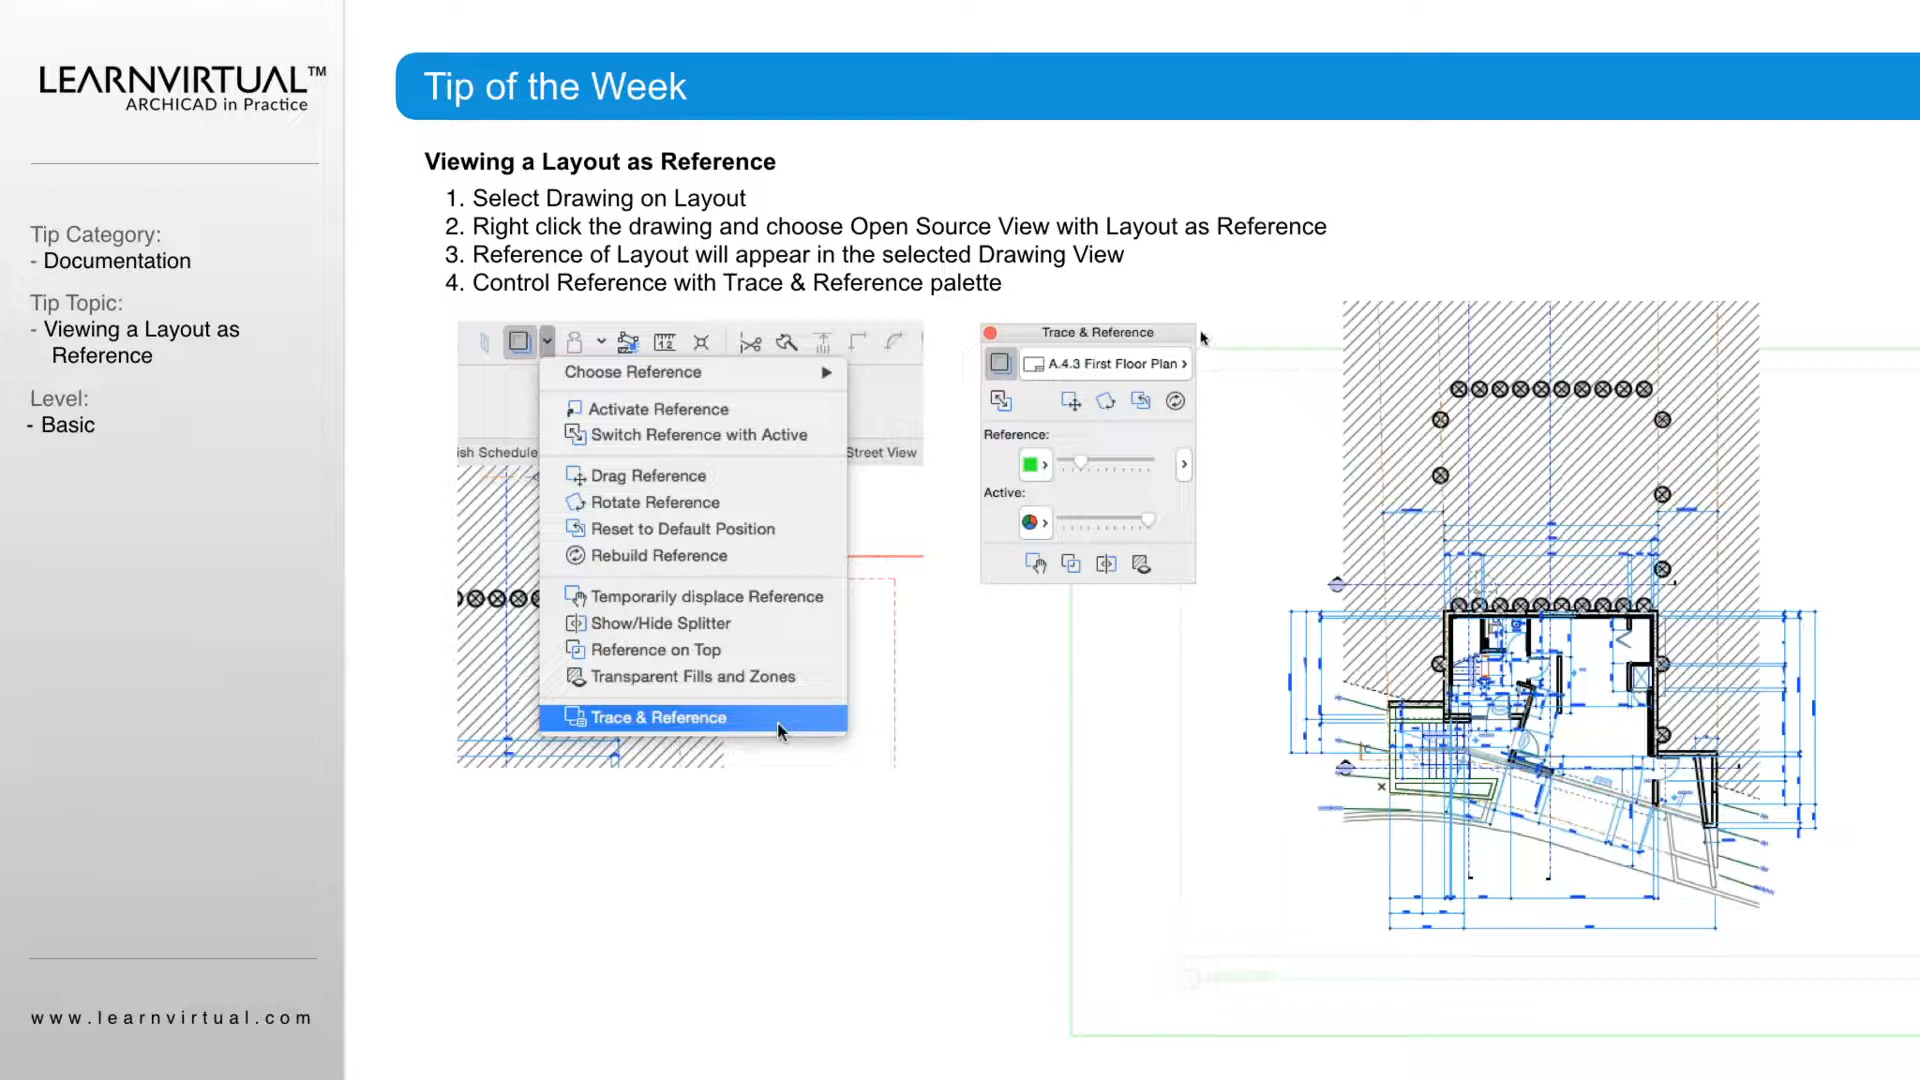 LEARNVIRTUAL™
ARCHICAD in Practice
Tip Category:
- Documentation
Tip Topic:
- Viewing a Layout as
Reference
Level:
- Basic
www.learnvirtual.com
Tip of the Week
Viewing a Layout as Reference
1. Select Drawing on Layout
2. Right click the drawing and choose Open Source View with Layout as Reference
3. Reference of Layout will appear in the selected Drawing View
4. Control Reference with Trace & Reference palette
Choose Reference
Activate Reference
Switch Reference with Active
ish Schedule
Street View
Drag Reference
Rotate Reference
Reset to Default Position
Rebuild Reference
Temporarily displace Reference
Show/Hide Splitter
Reference on Top
Transparent Fills and Zones
Trace & Reference
Trace & Reference
A.4.3 First Floor Plan
Reference:
Active: